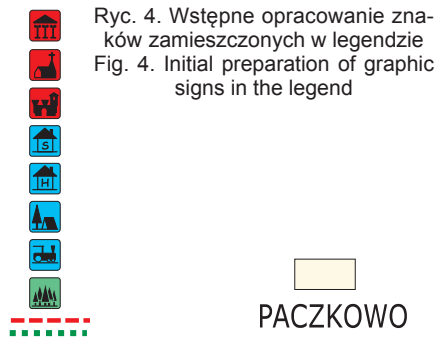 Ryc. 4. Wstępne opracowanie zna-
ków zamieszczonych w legendzie
Fig. 4. Initial preparation of graphic
signs in the legend
S
H
PACZKOWO